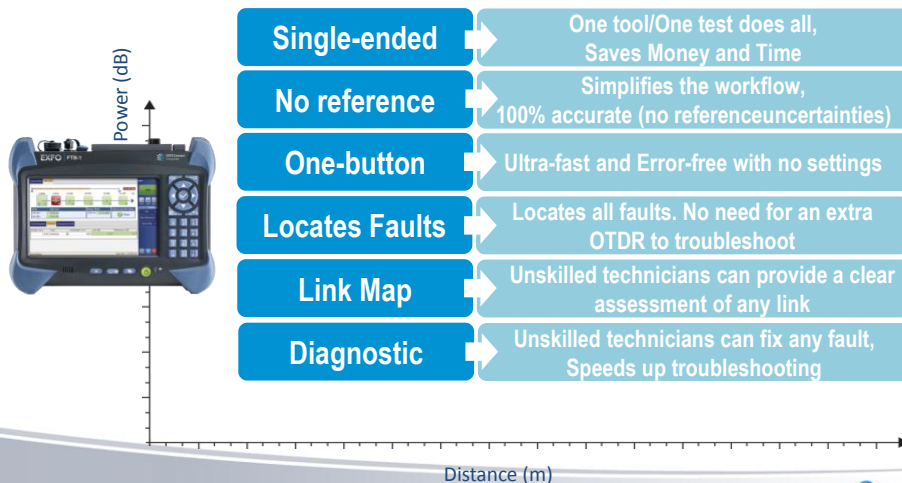 Power (dB)
EXFO FTB-1
Single-ended
One tool/One test does all,
Saves Money and Time
No reference
Simplifies the workflow,
100% accurate (no referenceuncertainties)
One-button
Ultra-fast and Error-free with no settings
Locates Faults
Locates all faults. No need for an extra
OTDR to troubleshoot
Link Map
Unskilled technicians can provide a clear
assessment of any link
Diagnostic
Unskilled technicians can fix any fault,
Speeds up troubleshooting
Distance (m)